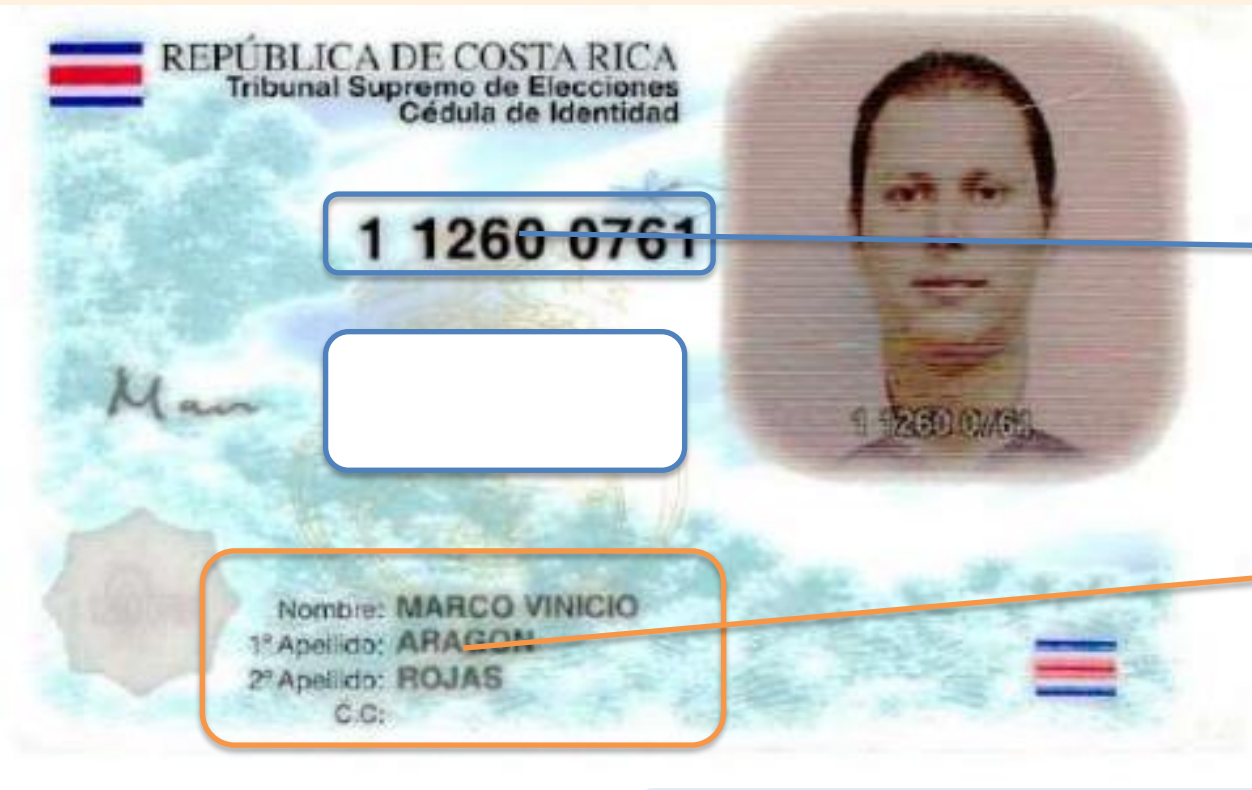 REPÚBLICA DE COSTA RICA
Tribunal Supremo de Elecciones
Cédula de Identidad
1 1260 0761
Man
1 1260 0761
Nombre: MARCO VINICIO
1º Apellido: ARAGON
2º Apellido: ROJAS
C.C: